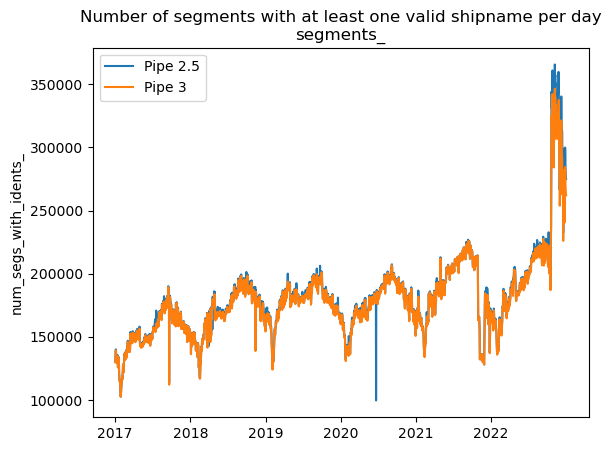 Number of segments with at least one valid shipname per day
segments_
Pipe 2.5
Pipe 3
350000
300000
250000
200000
150000
100000
num_segs_with_idents_
2017 2018 2019 2020 2021 2022